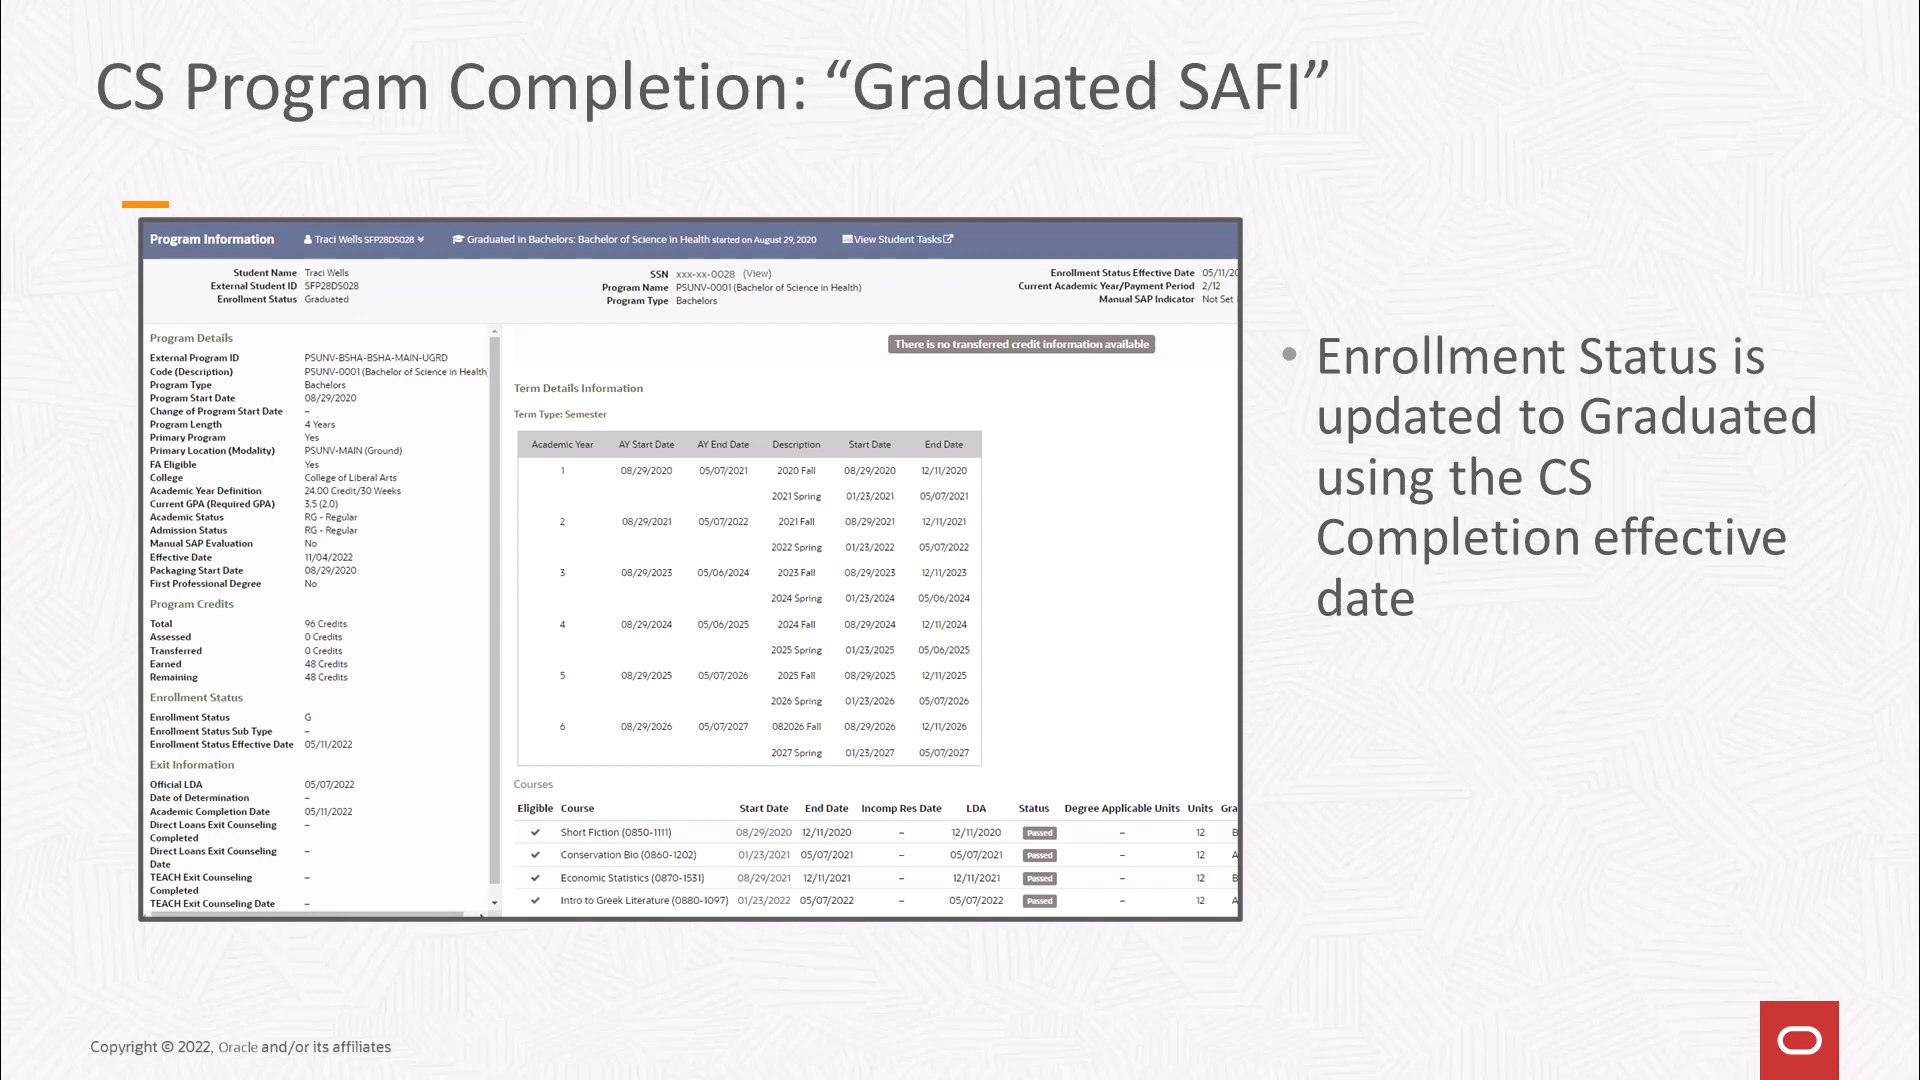 CS Program Completion: “Graduated SAFI”
Program Information Traci Wells SFP28DS028 Graduated in Bachelors: Bachelor of Science in Health started on August 29, 2020 View Student Tasks
Student Name Traci Wells SSN xxx-xx-0028 (View) Enrollment Status Effective Date 05/11/20
External Student ID SFP28DS028 Program Name PSUNV-0001 (Bachelor of Science in Health) Current Academic Year/Payment Period 2/12
Enrollment Status Graduated Program Type Bachelors Manual SAP Indicator Not Set
Program Details
External Program ID PSUNV-BSHA-BSHA-MAIN-UGRD
Code (Description) PSUNV-0001 (Bachelor of Science in Health
Program Type Bachelors
Program Start Date 08/29/2020
Change of Program Start Date –
Program Length 4 Years
Primary Program Yes
Primary Location (Modality) PSUNV-MAIN (Ground)
FA Eligible Yes
College College of Liberal Arts
Academic Year Definition 24.00 Credit/30 Weeks
Current GPA (Required GPA) 3.5 (2.0)
Academic Status RG - Regular
Admission Status RG - Regular
Manual SAP Evaluation No
Effective Date 11/04/2022
Packaging Start Date 08/29/2020
First Professional Degree No
Program Credits
Total 96 Credits
Assessed 0 Credits
Transferred 0 Credits
Earned 48 Credits
Remaining 48 Credits
Enrollment Status
Enrollment Status G
Enrollment Status Sub Type –
Enrollment Status Effective Date 05/11/2022
Exit Information
Official LDA 05/07/2022
Date of Determination –
Academic Completion Date 05/11/2022
Direct Loans Exit Counseling –
Completed
Direct Loans Exit Counseling –
Date
TEACH Exit Counseling –
Completed
TEACH Exit Counseling Date –
There is no transferred credit information available
Term Details Information
Term Type: Semester
Academic Year AY Start Date AY End Date Description Start Date End Date
1 08/29/2020 05/07/2021 2020 Fall 08/29/2020 12/11/2020
2021 Spring 01/23/2021 05/07/2021
2 08/29/2021 05/07/2022 2021 Fall 08/29/2021 12/11/2021
2022 Spring 01/23/2022 05/07/2022
3 08/29/2023 05/06/2024 2023 Fall 08/29/2023 12/11/2023
2024 Spring 01/23/2024 05/06/2024
4 08/29/2024 05/06/2025 2024 Fall 08/29/2024 12/11/2024
2025 Spring 01/23/2025 05/06/2025
5 08/29/2025 05/07/2026 2025 Fall 08/29/2025 12/11/2025
2026 Spring 01/23/2026 05/07/2026
6 08/29/2026 05/07/2027 082026 Fall 08/29/2026 12/11/2026
2027 Spring 01/23/2027 05/07/2027
Courses
Eligible Course Start Date End Date Incomp Res Date LDA Status Degree Applicable Units Units Gra
Short Fiction (0850-1111) 08/29/2020 12/11/2020 – 12/11/2020 Passed – 12 B
Conservation Bio (0860-1202) 01/23/2021 05/07/2021 – 05/07/2021 Passed – 12 A
Economic Statistics (0870-1531) 08/29/2021 12/11/2021 – 12/11/2021 Passed – 12 B
Intro to Greek Literature (0880-1097) 01/23/2022 05/07/2022 – 05/07/2022 Passed – 12 A
• Enrollment Status is
updated to Graduated
using the CS
Completion effective
date
Copyright © 2022, Oracle and/or its affiliates